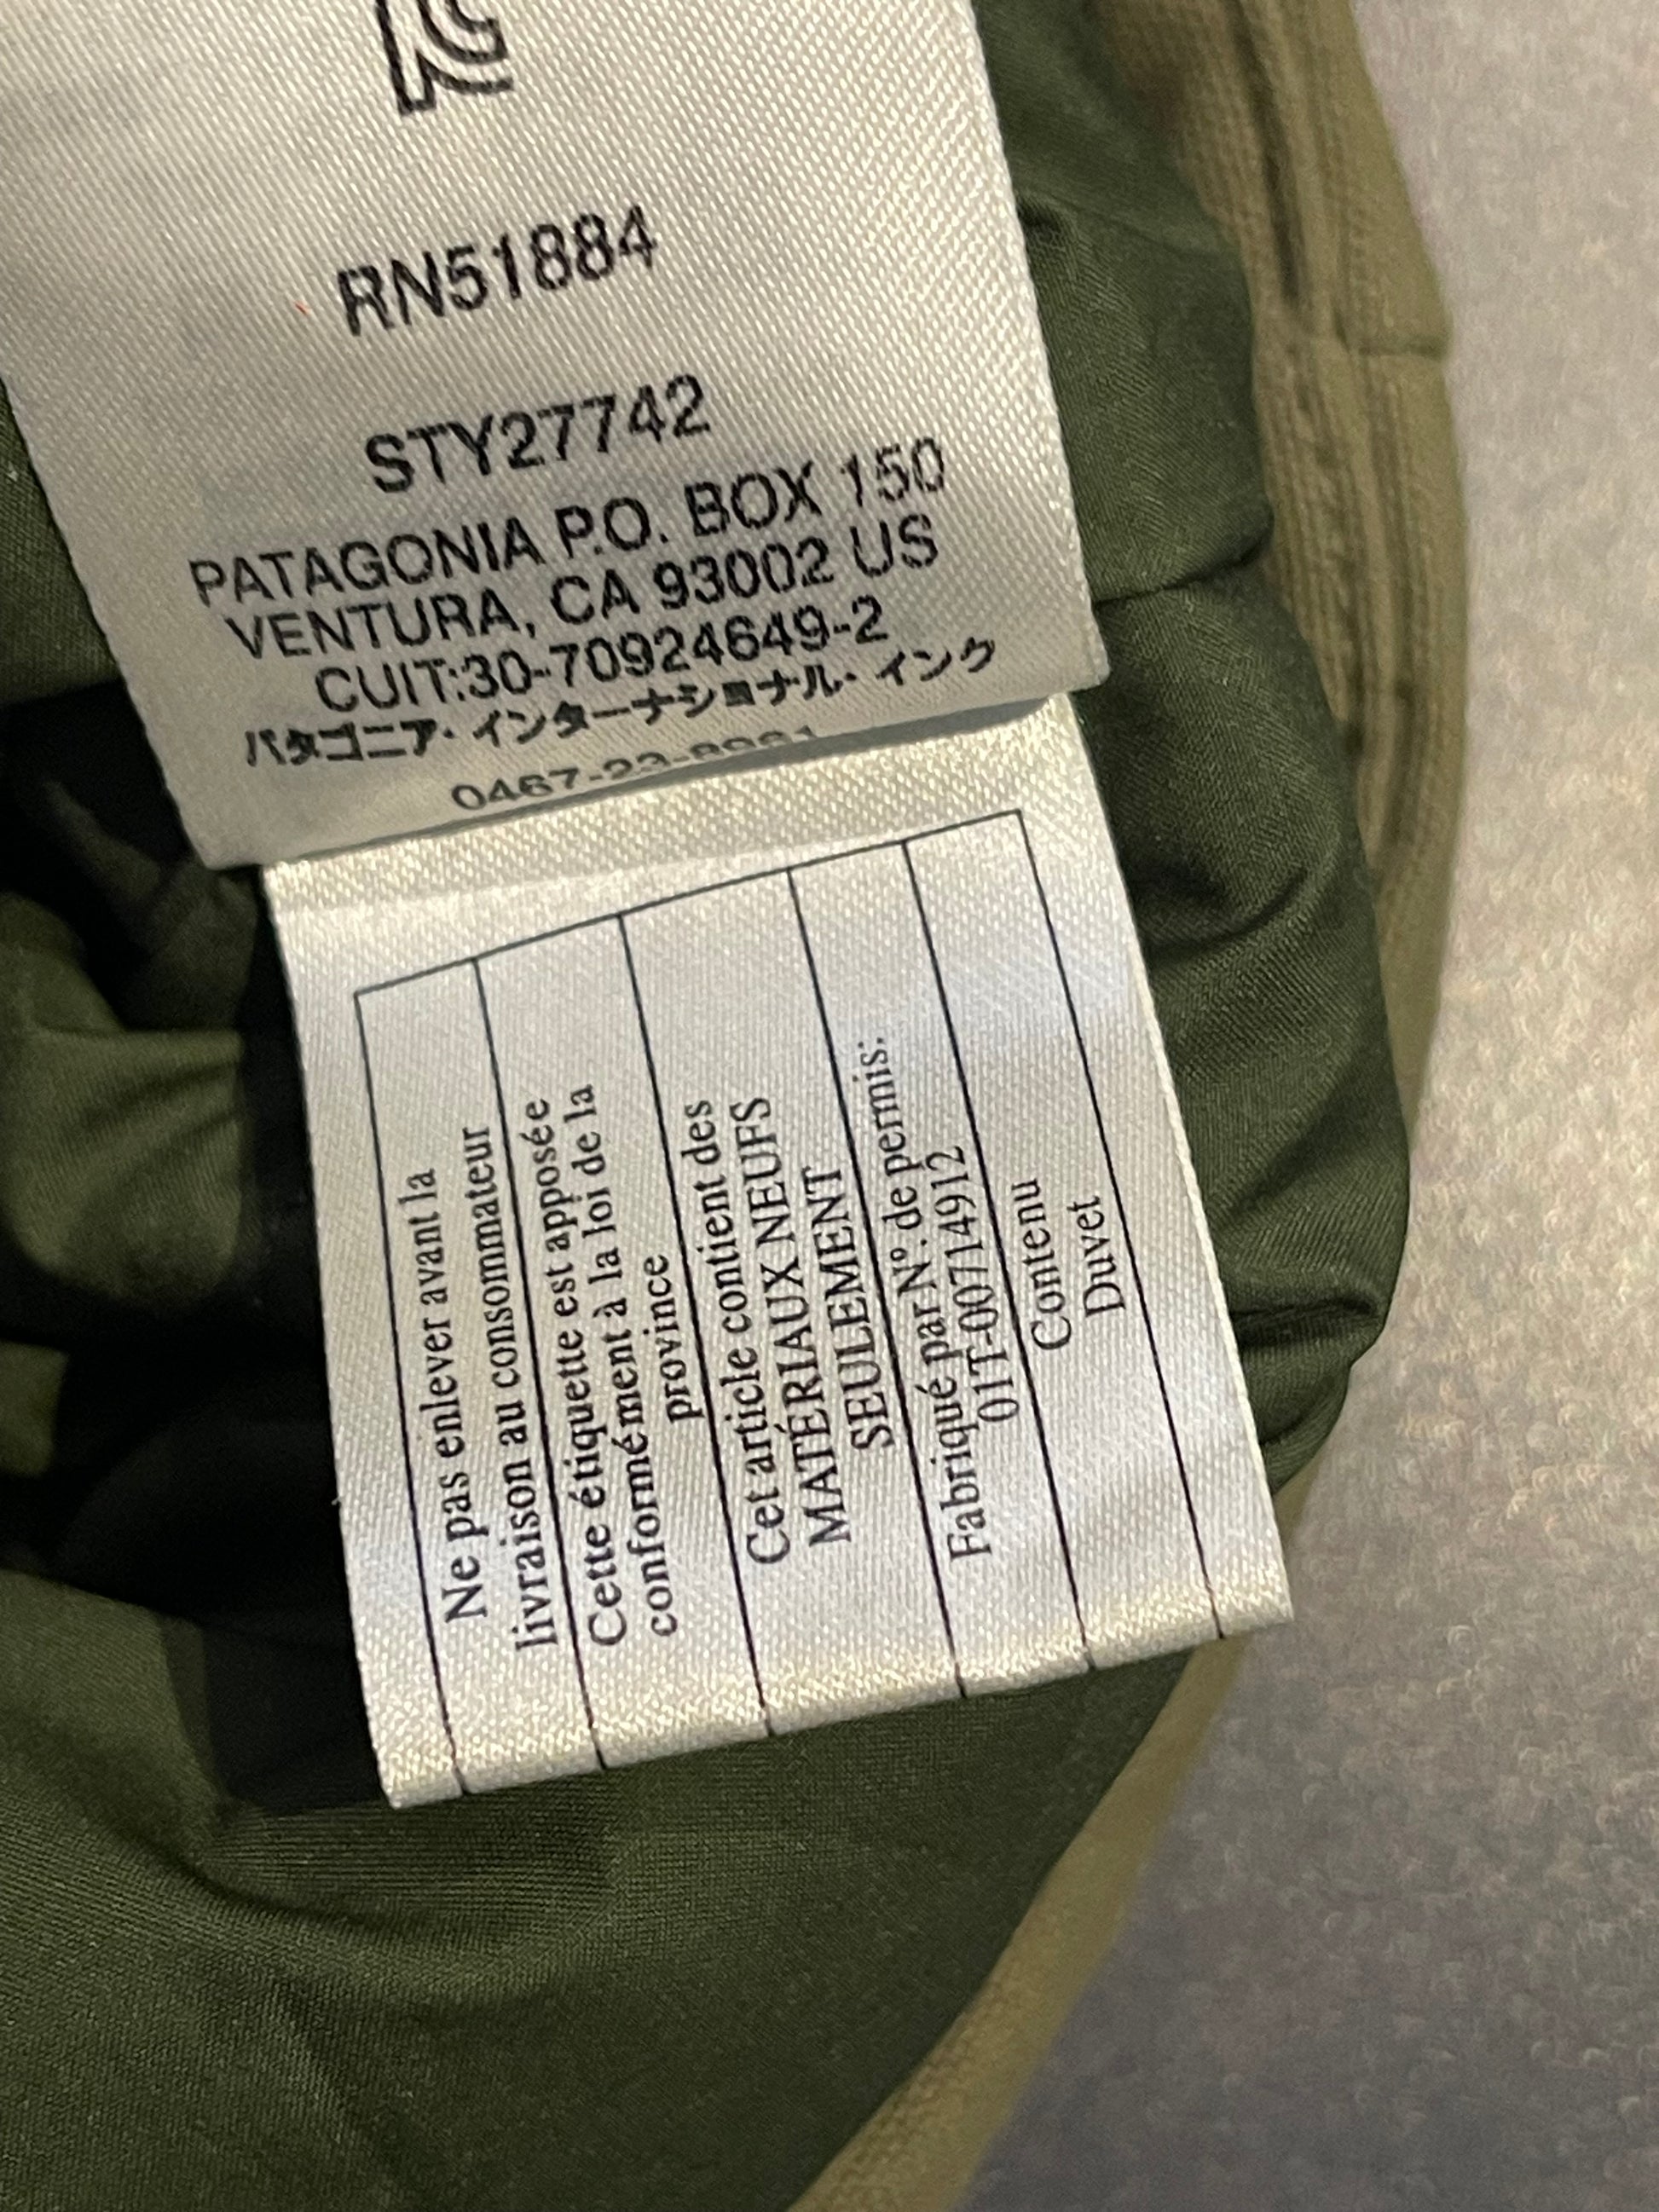 RN51884
STY27742
PATAGONIA P.O. BOX 150
VENTURA, CA 93002 US
CUIT:30-70924649-2
パタゴニア・インターナショナル・インク
Ne pas enlever avant la
livraison au consommateur
Cette étiquette est apposée
conformément à la loi de la
province
Cet article contient des
MATÉRIAUX NEUFS
SEULEMENT
Fabriqué par Nº. de permis:
01T-00714912
Contenu
Duvet